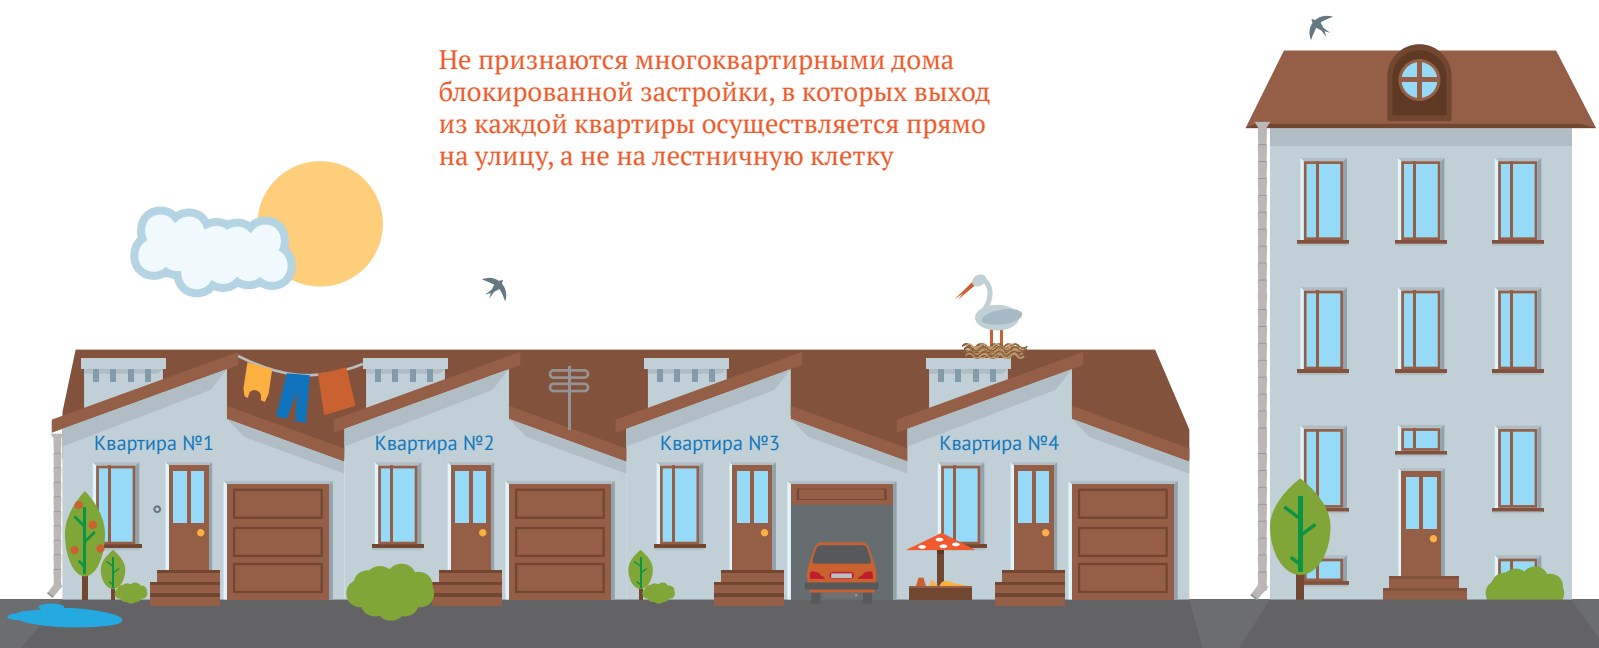 Не признаются многоквартирными дома
блокированной застройки, в которых выход
из каждой квартиры осуществляется прямо
на улицу, а не на лестничную клетку
Квартира №1
Квартира №2
Квартира №3
Квартира №4